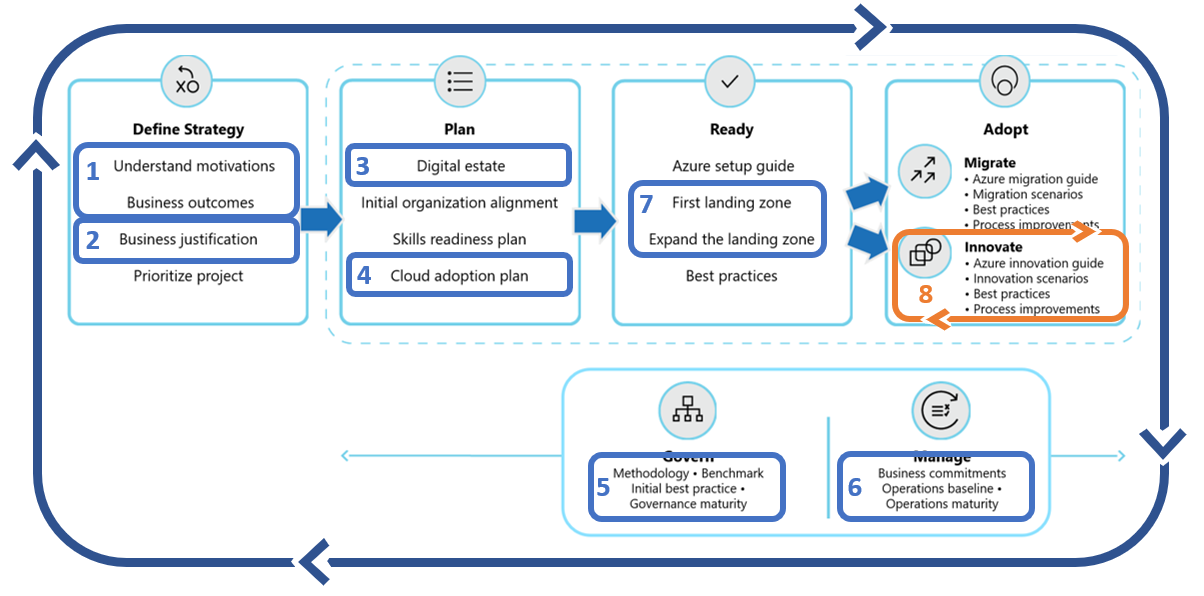 XO
Define Strategy
1
Understand motivations
Business outcomes
2
Business justification
Prioritize project
Plan
3
Digital estate
Initial organization alignment
Skills readiness plan
4
Cloud adoption plan
Ready
Azure setup guide
7
First landing zone
Expand the landing zone
Best practices
Adopt
Migrate
• Azure migration guide
• Migration scenarios
• Best practices
• Process improvements
Innovate
• Azure innovation guide
• Innovation scenarios
• Best practices
• Process improvements
8
Govern
5
Methodology • Benchmark
Initial best practice •
Governance maturity
Manage
6
Business commitments
Operations baseline •
Operations maturity